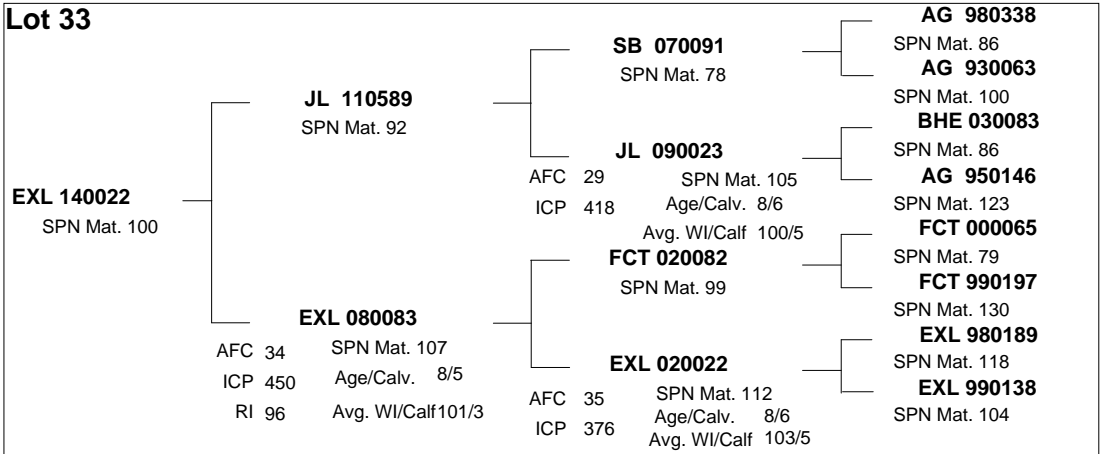 Lot 33
AG 980338
SPN Mat. 86
SB 070091
SPN Mat. 78
AG 930063
SPN Mat. 100
JL 110589
SPN Mat. 92
BHE 030083
SPN Mat. 86
JL 090023
AFC 29 SPN Mat. 105
ICP 418 Age/Calv. 8/6
Avg. WI/Calf 100/5
AG 950146
SPN Mat. 123
EXL 140022
SPN Mat. 100
FCT 000065
SPN Mat. 79
FCT 020082
SPN Mat. 99
FCT 990197
SPN Mat. 130
EXL 080083
AFC 34 SPN Mat. 107
ICP 450 Age/Calv. 8/5
RI 96 Avg. WI/Calf101/3
EXL 980189
SPN Mat. 118
EXL 020022
AFC 35 SPN Mat. 112
ICP 376 Age/Calv. 8/6
Avg. WI/Calf 103/5
EXL 990138
SPN Mat. 104